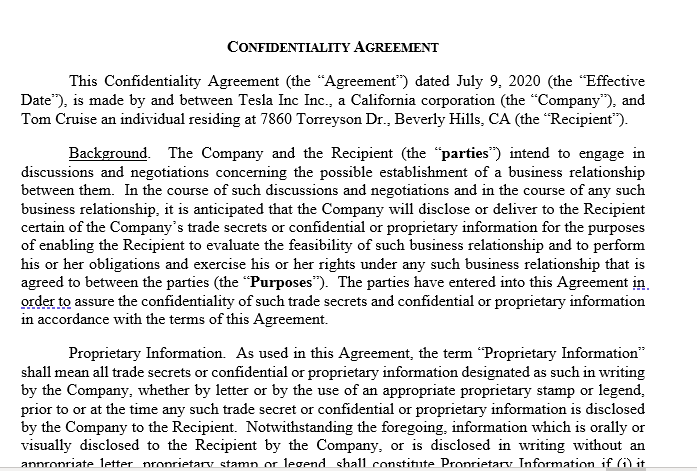 CONFIDENTIALITY AGREEMENT
This Confidentiality Agreement (the “Agreement”) dated July 9, 2020 (the “Effective
Date”), is made by and between Tesla Inc Inc., a California corporation (the “Company”), and
Tom Cruise an individual residing at 7860 Torreyson Dr., Beverly Hills, CA (the “Recipient”).
Background. The Company and the Recipient (the “parties”) intend to engage in
discussions and negotiations concerning the possible establishment of a business relationship
between them. In the course of such discussions and negotiations and in the course of any such
business relationship, it is anticipated that the Company will disclose or deliver to the Recipient
certain of the Company’s trade secrets or confidential or proprietary information for the purposes
of enabling the Recipient to evaluate the feasibility of such business relationship and to perform
his or her obligations and exercise his or her rights under any such business relationship that is
agreed to between the parties (the “Purposes”). The parties have entered into this Agreement in
order to assure the confidentiality of such trade secrets and confidential or proprietary information
in accordance with the terms of this Agreement.
Proprietary Information. As used in this Agreement, the term “Proprietary Information”
shall mean all trade secrets or confidential or proprietary information designated as such in writing
by the Company, whether by letter or by the use of an appropriate proprietary stamp or legend,
prior to or at the time any such trade secret or confidential or proprietary information is disclosed
by the Company to the Recipient. Notwithstanding the foregoing, information which is orally or
visually disclosed to the Recipient by the Company, or is disclosed in writing without an
appropriate letter, proprietary stamp or legend, shall constitute Proprietary Information if (i) it